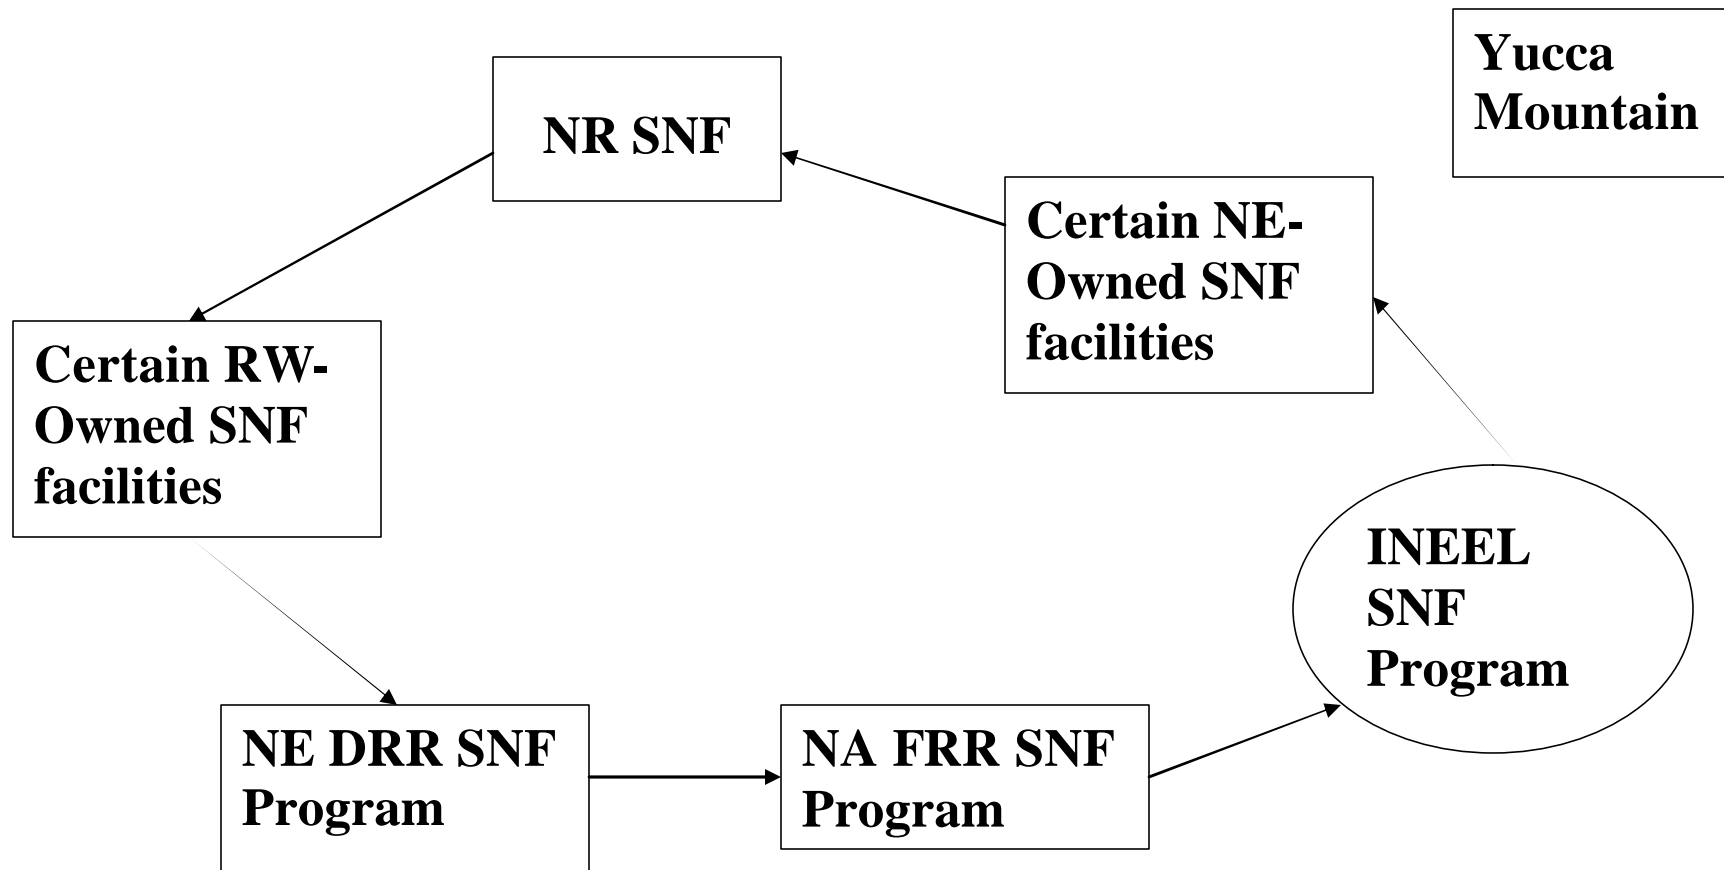 Yucca
Mountain
NR SNF
Certain NE-
Owned SNF
facilities
Certain RW-
Owned SNF
facilities
INEEL
SNF
Program
NE DRR SNF
Program
NA FRR SNF
Program